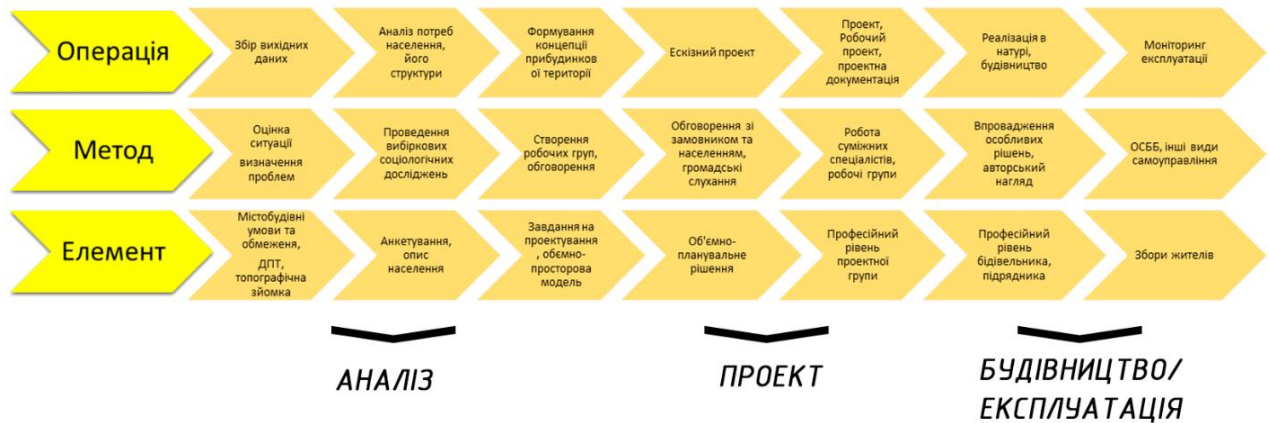 Операція
Збір вихідних
даних
Аналіз потреб
населення,
його
структури
Формування
концепції
прибудинков
ої території
Ескізний проект
Проект,
Робочий
проект,
проектна
документація
Реалізація в
натурі,
будівництво
Моніторинг
експлуатації
Метод
Оцінка
ситуації
визначення
проблем
Проведення
вибіркових
соціологічних
досліджень
Створення
робочих груп,
обговорення
Обговорення зі
замовником та
населенням,
громадські
слухання
Робота
суміжних
спеціалістів,
робочі групи
Впровадження
особливих
рішень,
авторський
нагляд
ОСББ, інші види
самоуправління
Елемент
Містобудівні
умови та
обмеженя,
ДПТ,
топографічна
зйомка
Анкетування,
опис
населення
Завдання на
проектування
, обємно-
просторова
модель
Об'ємно-
планувальне
рішення
Професійний
рівень
проектної
групи
Професійний
рівень
бідівельника,
підрядника
Збори жителів
АНАЛІЗ
ПРОЕКТ
БУДІВНИЦТВО/
ЕКСПЛУАТАЦІЯ